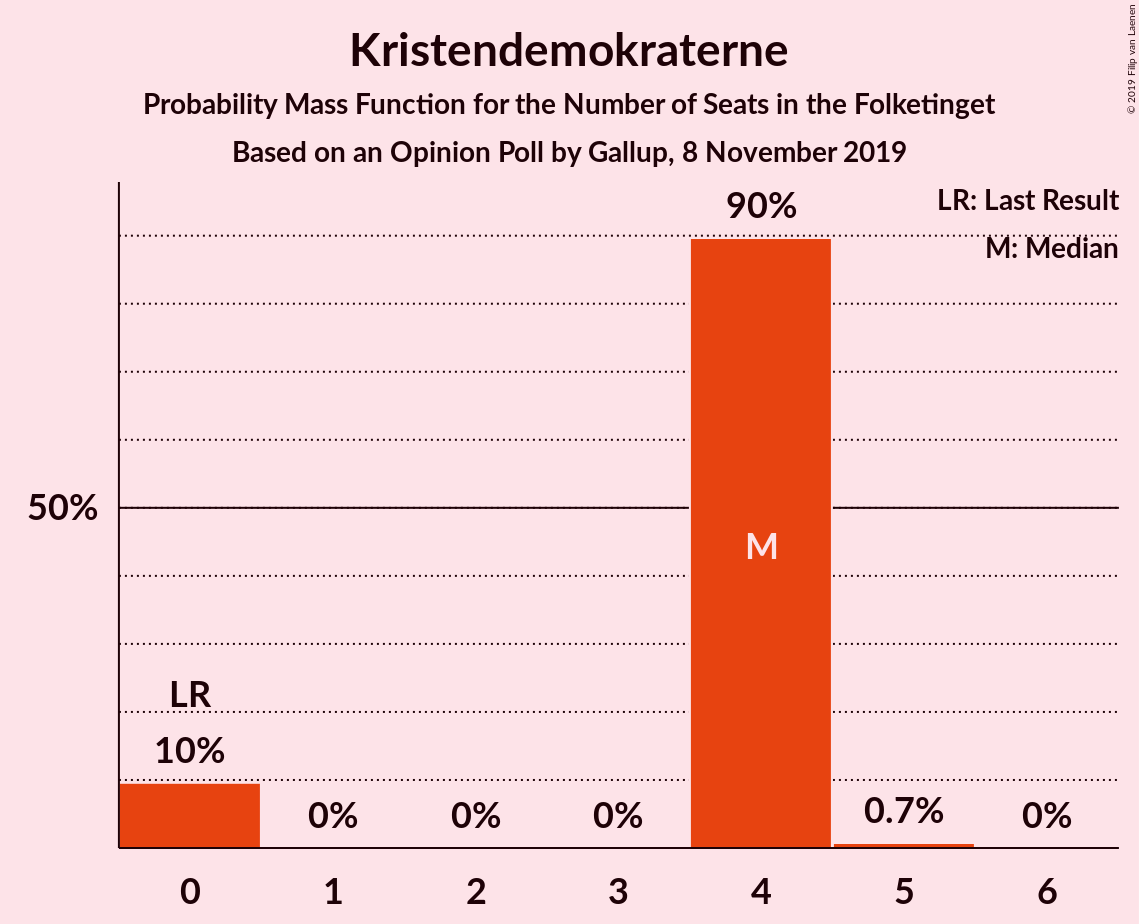 Kristendemokraterne
Probability Mass Function for the Number of Seats in the Folketinget
Based on an Opinion Poll by Gallup, 8 November 2019
© 2019 Filip van Laenen
LR: Last Result
M: Median
90%
50%
M
LR
10%
0%
0%
0%
0.7%
0%
0
1
2
3
4
5
6